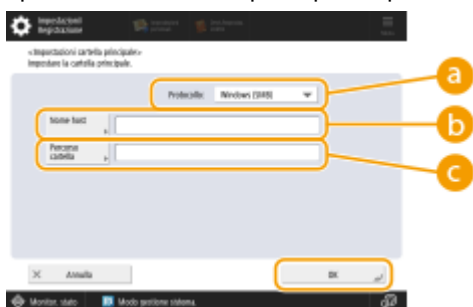 Impostazioni/
Registrazione
<Impostazioni cartella principale>
Impostare la cartella principale.
Protocollo:
Windows (SMB)
a
Nome host
b
Percorso
cartella
c
Annulla
OK
Monitor. stato
Modo gestione sistema.